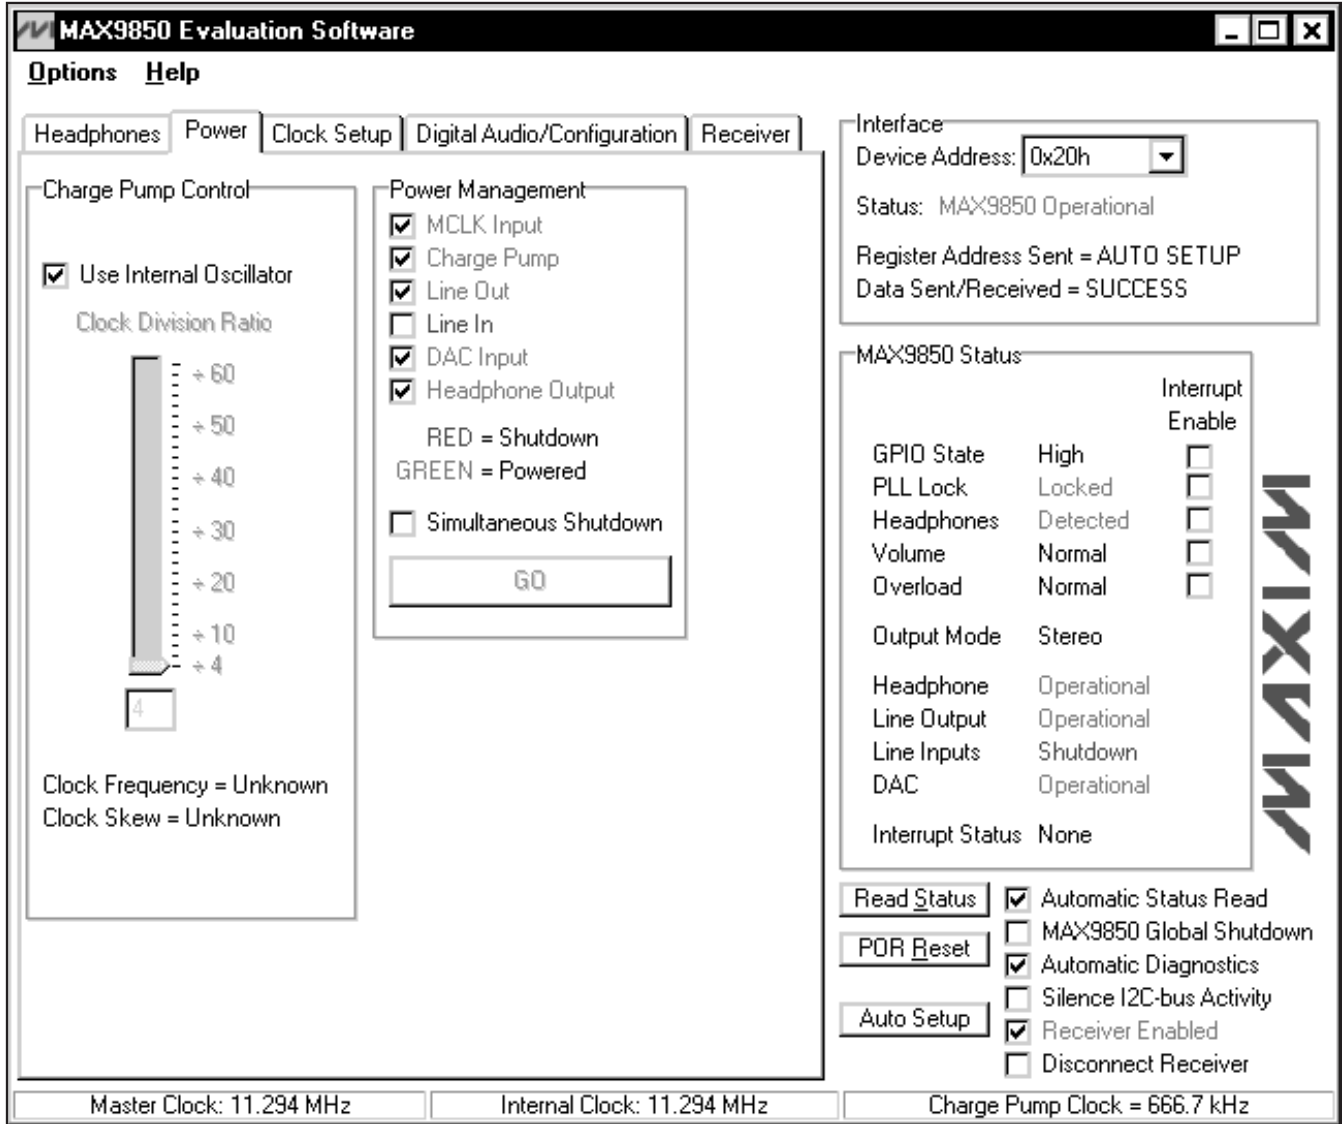 MAX9850 Evaluation Software
Options Help
Headphones Power Clock Setup Digital Audio/Configuration Receiver
Charge Pump Control
Use Internal Oscillator
Clock Division Ratio
÷ 60
÷ 50
÷ 40
÷ 30
÷ 20
÷ 10
÷ 4
4
Clock Frequency = Unknown
Clock Skew = Unknown
Power Management
MCLK Input
Charge Pump
Line Out
Line In
DAC Input
Headphone Output
RED = Shutdown
GREEN = Powered
Simultaneous Shutdown
GO
Interface
Device Address: 0x20h
Status: MAX9850 Operational
Register Address Sent = AUTO SETUP
Data Sent/Received = SUCCESS
MAX9850 Status
Interrupt
Enable
GPIO State High
PLL Lock Locked
Headphones Detected
Volume Normal
Overload Normal
Output Mode Stereo
Headphone Operational
Line Output Operational
Line Inputs Shutdown
DAC Operational
Interrupt Status None
MAXIM
Read Status
POR Reset
Auto Setup
Automatic Status Read
MAX9850 Global Shutdown
Automatic Diagnostics
Silence I2C-bus Activity
Receiver Enabled
Disconnect Receiver
Master Clock: 11.294 MHz Internal Clock: 11.294 MHz Charge Pump Clock = 666.7 kHz